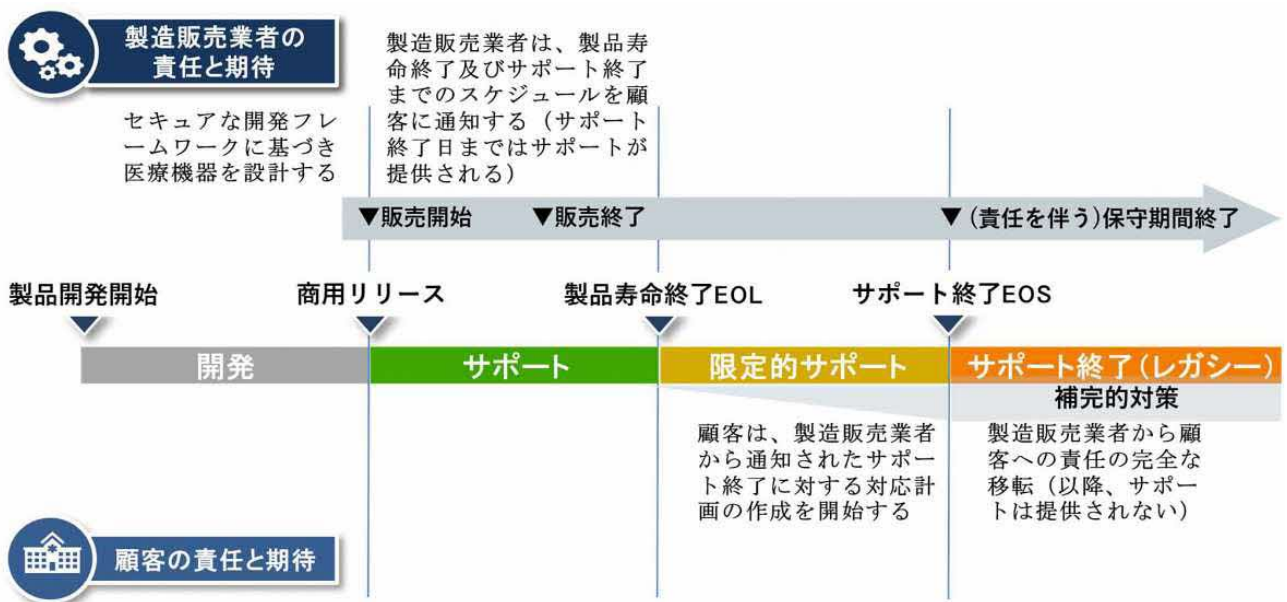 製造販売業者の
責任と期待
セキュアな開発フレ
ームワークに基づき
医療機器を設計する
製造販売業者は、製品寿
命終了及びサポート終了
までのスケジュールを顧
客に通知する（サポート
終了日まではサポートが
提供される）
▼販売開始
▼販売終了
▼(責任を伴う)保守期間終了
製品開発開始
商用リリース
製品寿命終了EOL
サポート終了EOS
開発
サポート
限定的サポート
サポート終了(レガシー)
補完的対策
顧客は、製造販売業者
から通知されたサポー
ト終了に対する対応計
画の作成を開始する
製造販売業者から顧
客への責任の完全な
移転（以降、サポー
トは提供されない）
顧客の責任と期待